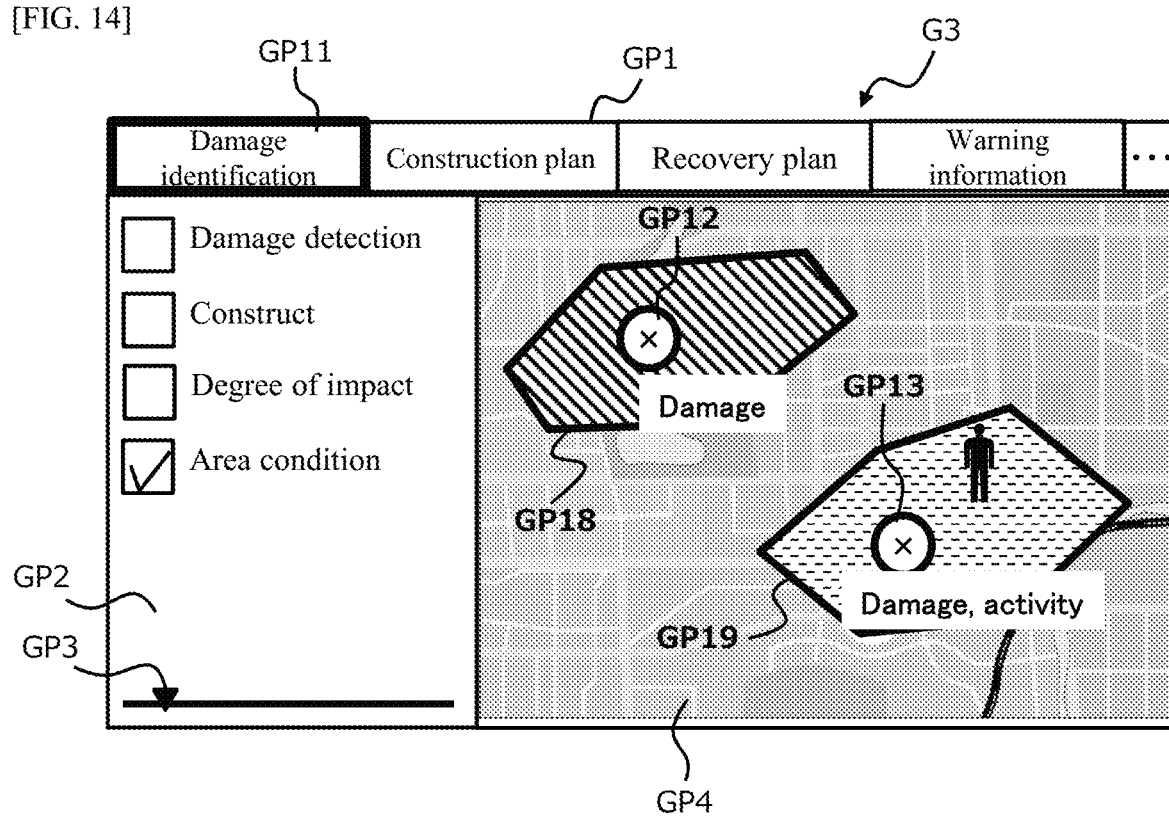 [FIG. 14]
GP11
GP1
G3
Damage
identification
Construction plan
Recovery plan
Warning
information
...
Damage detection
Construct
Degree of impact
Area condition
GP12
Damage
GP13
GP18
GP2
Damage, activity
GP3
GP19
GP4